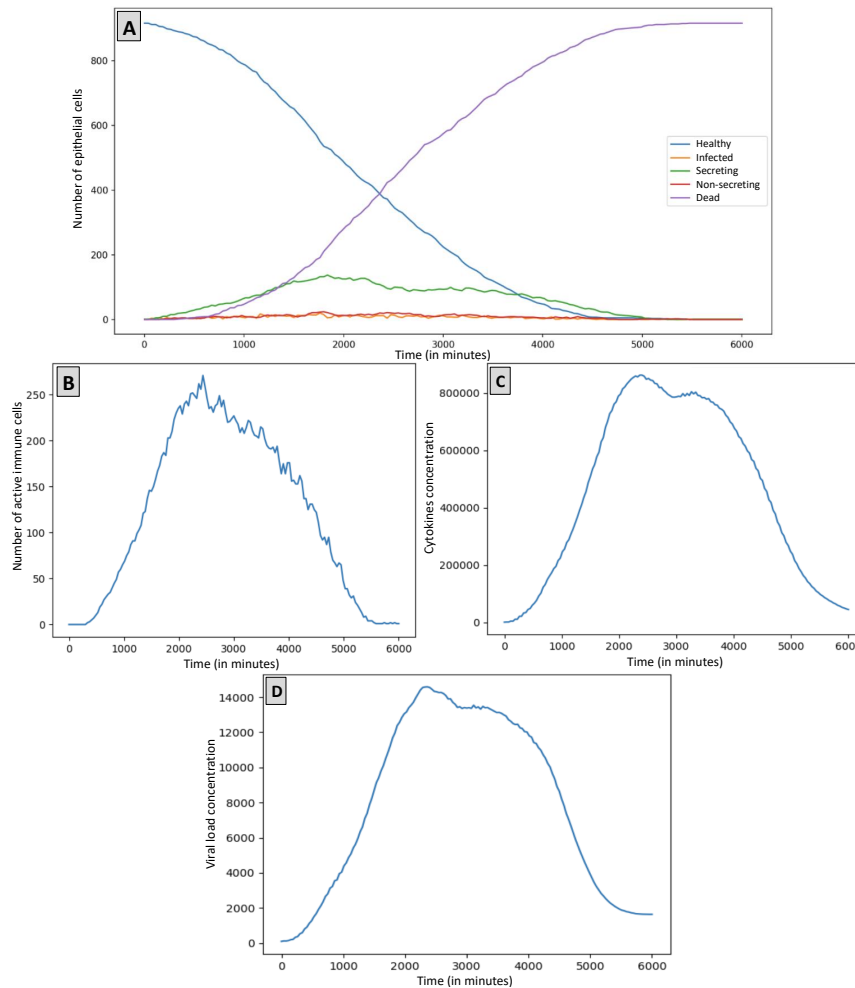 A
Number of epithelial cells
800
600
400
200
0
Healthy
Infected
Secreting
Non-secreting
Dead
0 1000 2000 3000 4000 5000 6000
Time (in minutes)
B
Number of active immune cells
250
200
150
100
50
0
0 1000 2000 3000 4000 5000 6000
Time (in minutes)
C
Cytokines concentration
800000
600000
400000
200000
0
0 1000 2000 3000 4000 5000 6000
Time (in minutes)
D
Viral load concentration
14000
12000
10000
8000
6000
4000
2000
0
0 1000 2000 3000 4000 5000 6000
Time (in minutes)